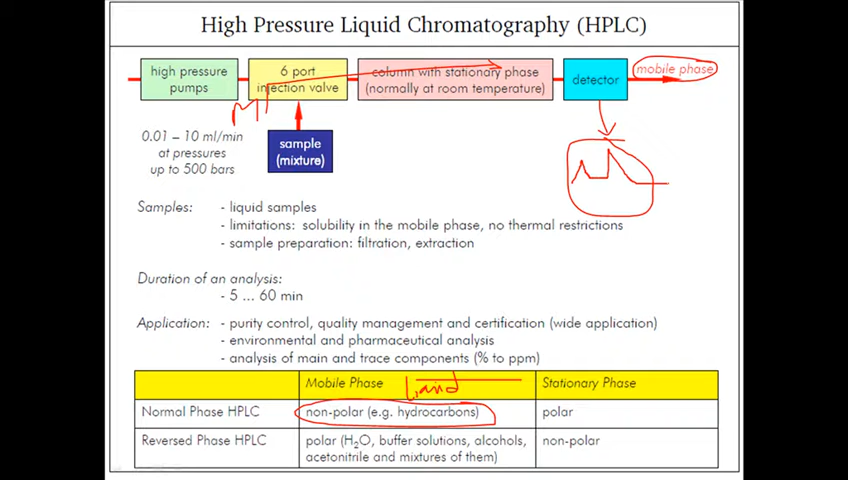 High Pressure Liquid Chromatography (HPLC)
high pressure
pumps
6 port
injection valve
column with stationary phase
(normally at room temperature)
detector
mobile phase
0.01 – 10 ml/min
at pressures
up to 500 bars
sample
(mixture)
Samples: - liquid samples
- limitations: solubility in the mobile phase, no thermal restrictions
- sample preparation: filtration, extraction
Duration of an analysis:
- 5 ... 60 min
Application: - purity control, quality management and certification (wide application)
- environmental and pharmaceutical analysis
- analysis of main and trace components (% to ppm)
Mobile Phase Stationary Phase
Normal Phase HPLC non-polar (e.g. hydrocarbons) polar
Reversed Phase HPLC polar (H₂O, buffer solutions, alcohols, non-polar
acetonitrile and mixtures of them)